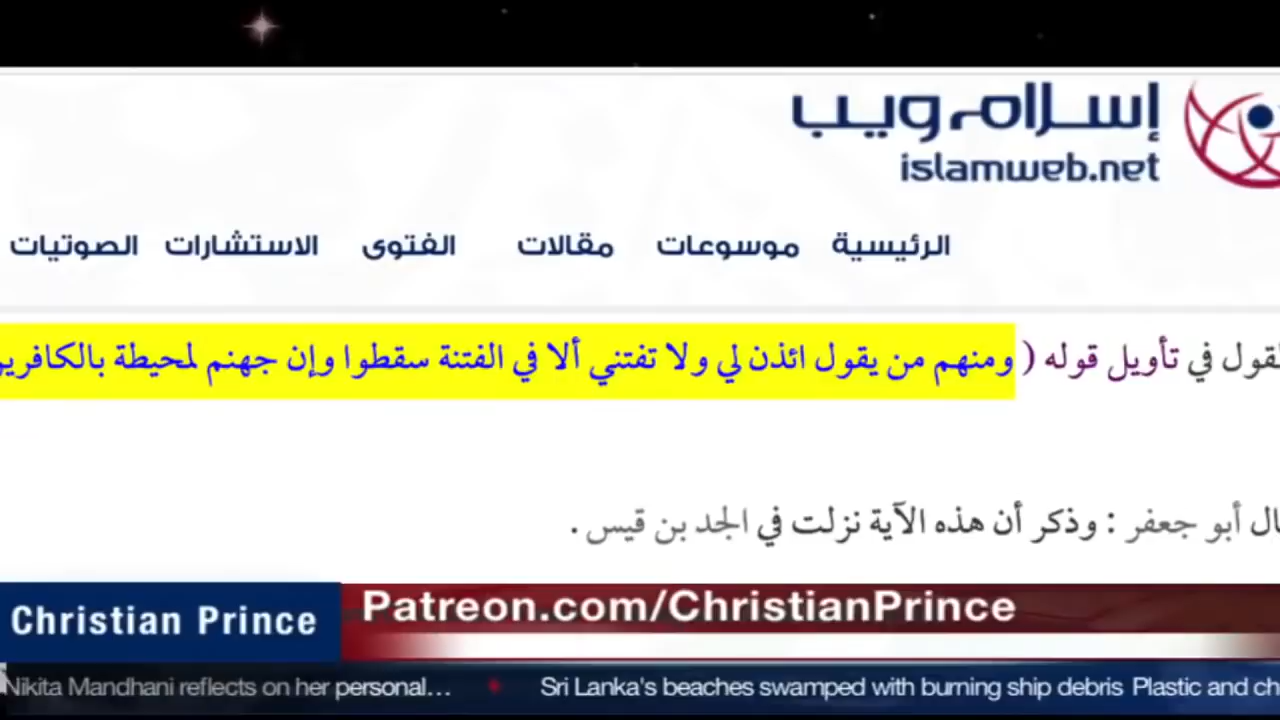 إسلام ويب
islamweb.net
الرئيسية موسوعات مقالات الفتوى الاستشارات الصوتيات
في تأويل قوله ( ومنهم من يقول ائذن لي ولا تفتني ألا في الفتنة سقطوا وإن جهنم لمحيطة
أبو جعفر : وذكر أن هذه الآية نزلت في الجد بن قيس .
Patreon.com/ChristianPrince
Christian Prince
Nikita Mandhani reflects on her personal... Sri Lanka's beaches swamped with burning ship debris Plastic and